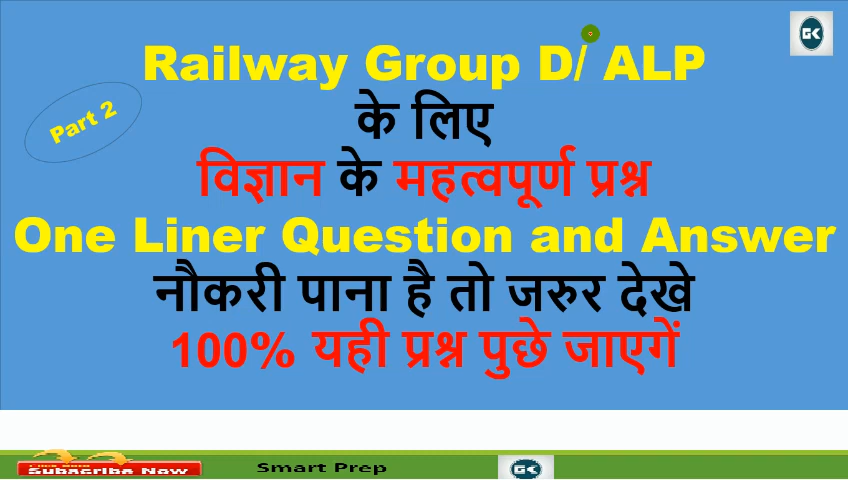 GK
Railway Group D/ ALP
Part 2
के लिए
विज्ञान के महत्वपूर्ण प्रश्न
One Liner Question and Answer
नौकरी पाना है तो जरुर देखे
100% यही प्रश्न पुछे जाएगें
Subscribe Now
Smart Prep
GK